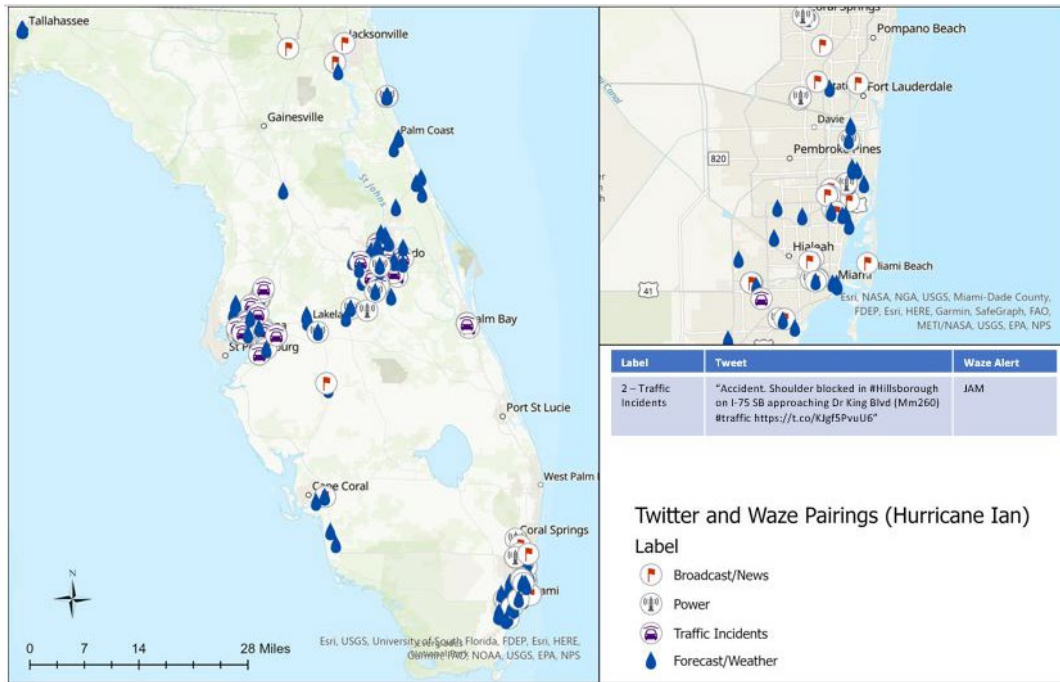 Tallahassee
Jacksonville
Gainesville
Palm Coast
St Johns
Palm Bay
St Petersburg
Port St Lucie
Cape Coral
West Palm
Coral Springs
N
0 7 14 28 Miles
Esri, USGS, University of South Florida, FDEP, Esri, HERE,
Garmin, FAO, NOAA, USGS, EPA, NPS
Coral Springs
Pompano Beach
Canal
Fort Lauderdale
Davie
820
Pembroke Pines
Hialeah
Miami
Miami Beach
41
Esri, NASA, NGA, USGS, Miami-Dade County,
FDEP, Esri, HERE, Garmin, SafeGraph, FAO,
METI/NASA, USGS, EPA, NPS
Label Tweet Waze Alert
2 – Traffic Incidents
“Accident. Shoulder blocked in #Hillsborough
on I-75 SB approaching Dr King Blvd (Mm260)
#traffic https://t.co/KJgf5PvuU6”
JAM
Twitter and Waze Pairings (Hurricane Ian)
Label
Broadcast/News
Power
Traffic Incidents
Forecast/Weather